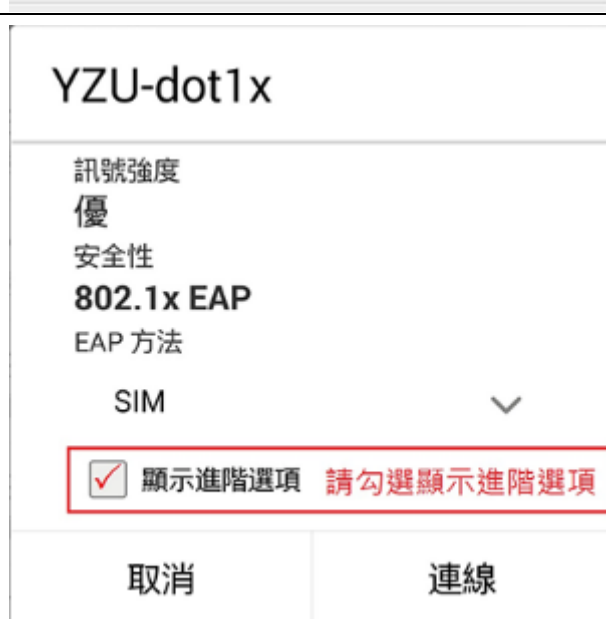 YZU-dot1x
訊號強度
優
安全性
802.1x EAP
EAP 方法
SIM
顯示進階選項 請勾選顯示進階選項
取消 連線